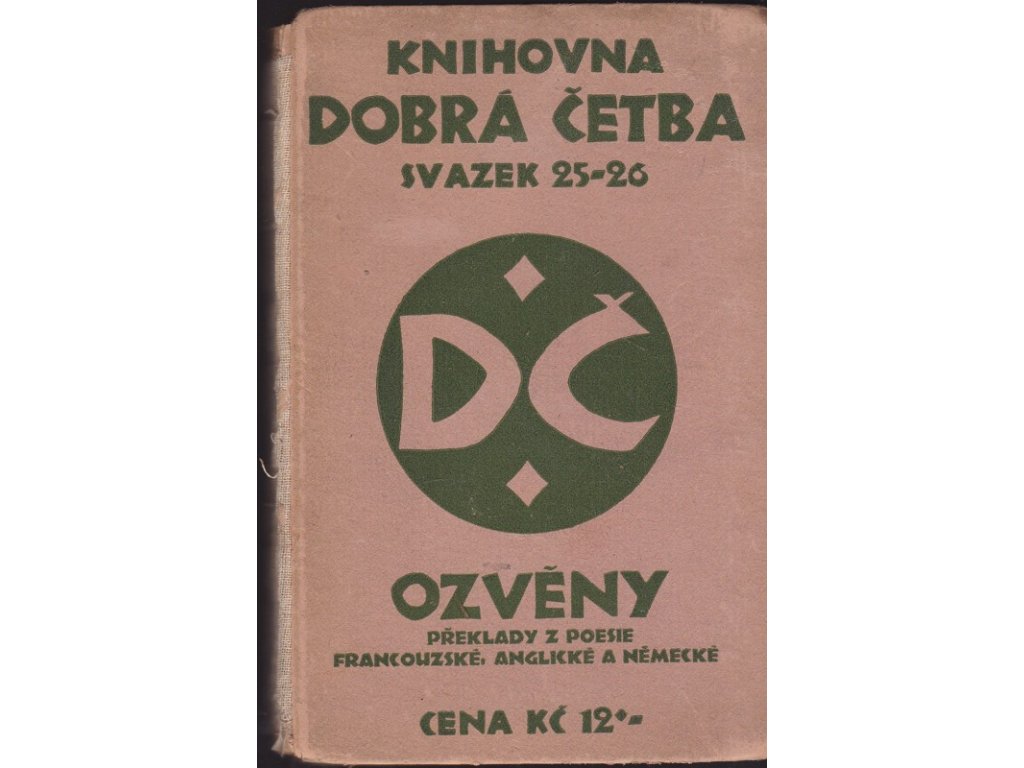 KNIHOVNA
DOBRÁ ČETBA
SVAZEK 25-26
DČ
OZVĚNY
PŘEKLADY Z POESIE
FRANCOUZSKÉ, ANGLICKÉ A NĚMECKÉ
CENA KČ 12·-